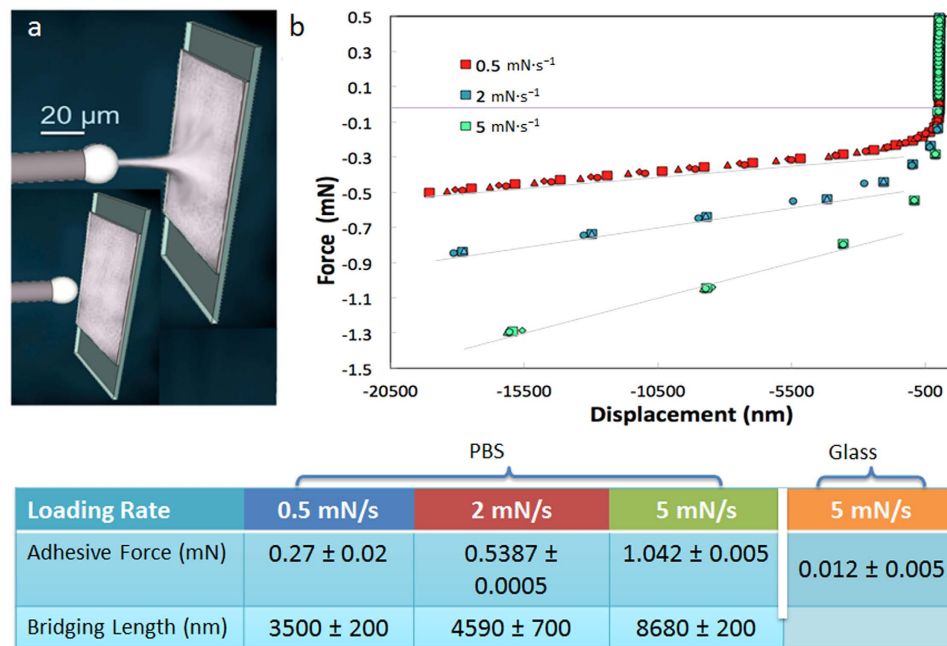 a
20 µm
b
0.5 mN·s⁻¹
2 mN·s⁻¹
5 mN·s⁻¹
0.5
0.3
0.1
-0.1
-0.3
-0.5
-0.7
-0.9
-1.1
-1.3
-1.5
Force (mN)
-20500 -15500 -10500 -5500 -500
Displacement (nm)
PBS Glass
Loading Rate 0.5 mN/s 2 mN/s 5 mN/s 5 mN/s
Adhesive Force (mN) 0.27 ± 0.02 0.5387 ± 1.042 ± 0.005 0.012 ± 0.005
0.0005
Bridging Length (nm) 3500 ± 200 4590 ± 700 8680 ± 200